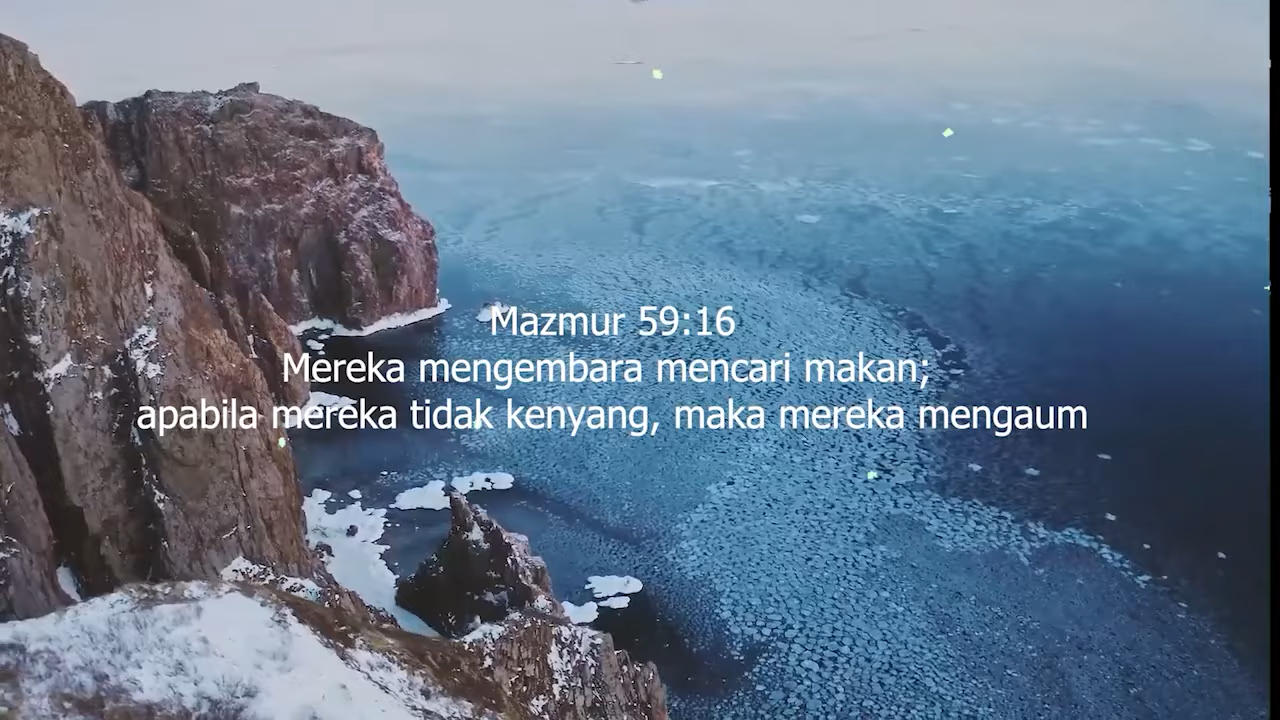 Mazmur 59:16
Mereka mengembara mencari makan;
apabila mereka tidak kenyang, maka mereka mengaum